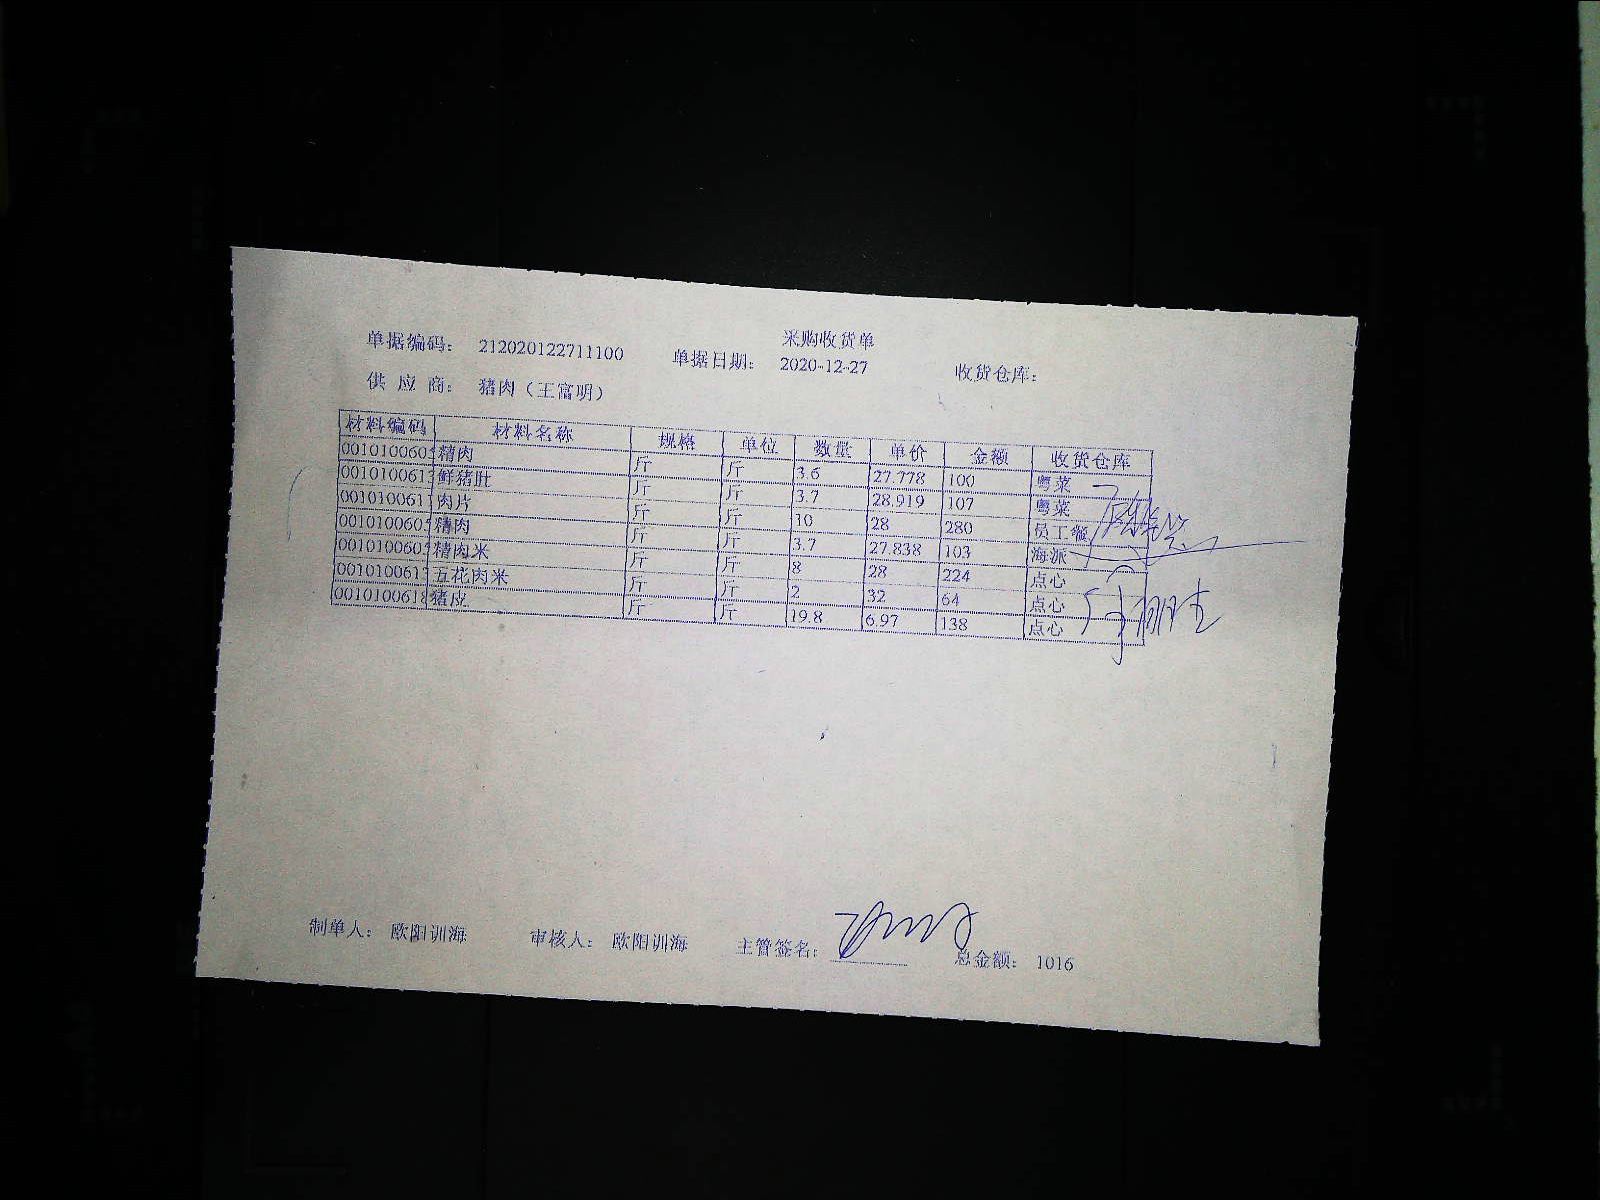 采购收货单
单据编码： 212020122711100 单据日期： 2020-12-27 收货仓库：
供 应 商： 猪肉（王富明）
材料编码 材料名称 规格 单位 数量 单价 金额 收货仓库
001010060 精肉 斤 斤 3.6 27.778 100 粤菜
001010061 鲜猪肚 斤 斤 3.7 28.919 107 粤菜
001010061 肉片 斤 斤 10 28 280 员工餐
001010060 精肉 斤 斤 3.7 27.838 103 海派
001010060 精肉米 斤 斤 8 28 224 点心
001010061 五花肉米 斤 斤 2 32 64 点心
001010061 猪皮 斤 斤 19.8 6.97 138 点心
制单人： 欧阳训海 审核人： 欧阳训海 主管签名： 总金额： 1016